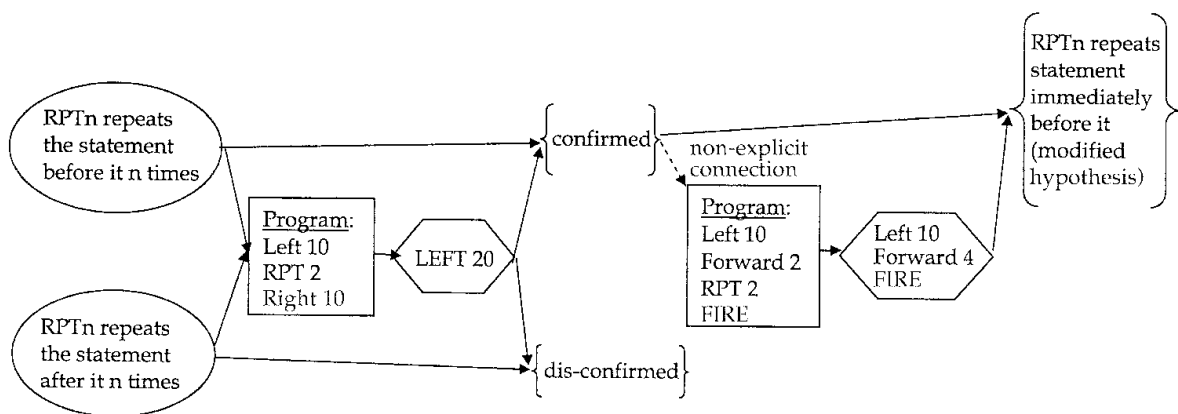 RPTn repeats
the statement
before it n times
RPTn repeats
the statement
after it n times
Program:
Left 10
RPT 2
Right 10
LEFT 20
confirmed
dis-confirmed
non-explicit
connection
Program:
Left 10
Forward 2
RPT 2
FIRE
Left 10
Forward 4
FIRE
RPTn repeats
statement
immediately
before it
(modified
hypothesis)